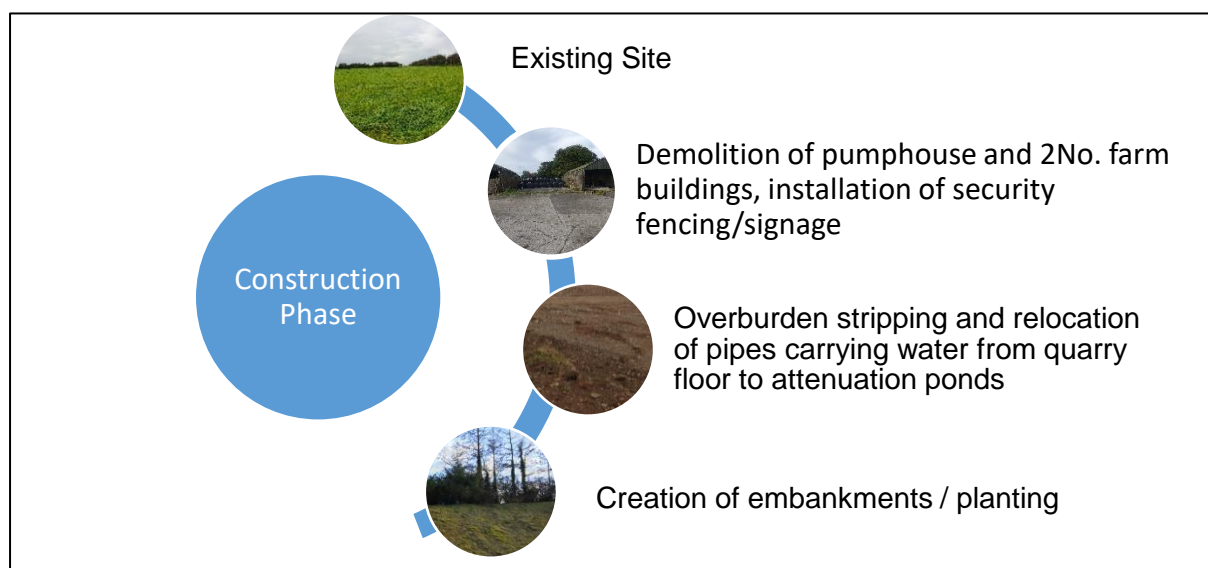 Existing Site
Demolition of pumphouse and 2No. farm
buildings, installation of security
fencing/signage
Construction
Phase
Overburden stripping and relocation
of pipes carrying water from quarry
floor to attenuation ponds
Creation of embankments / planting